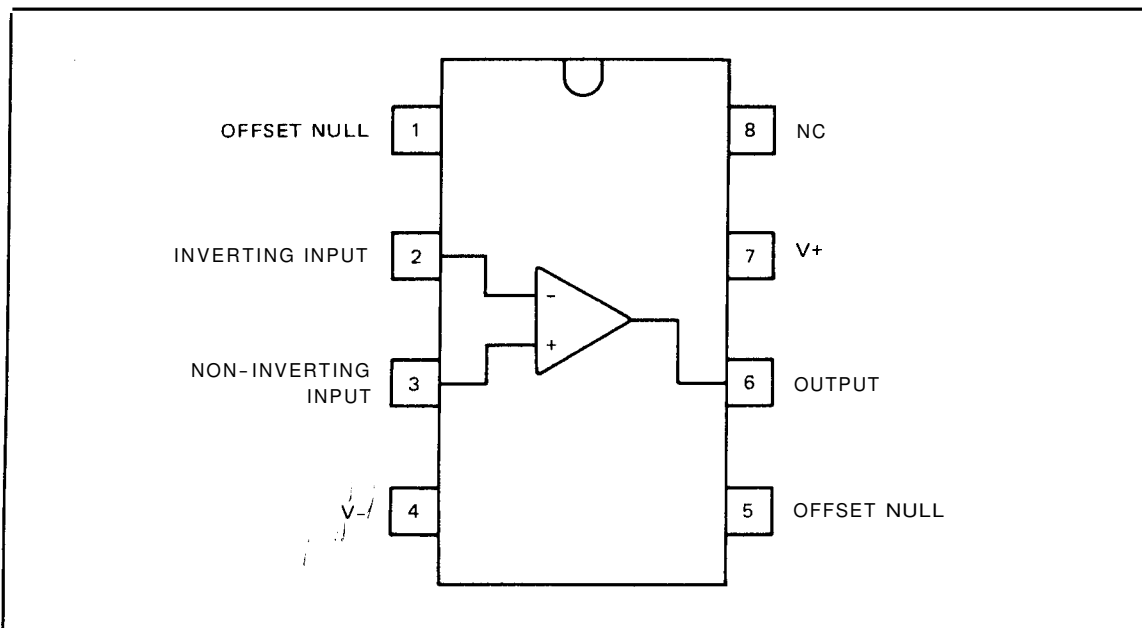 OFFSET NULL 1
8 NC
INVERTING INPUT 2
7 V+
-
+
NON-INVERTING
INPUT 3
6 OUTPUT
V- 4
5 OFFSET NULL